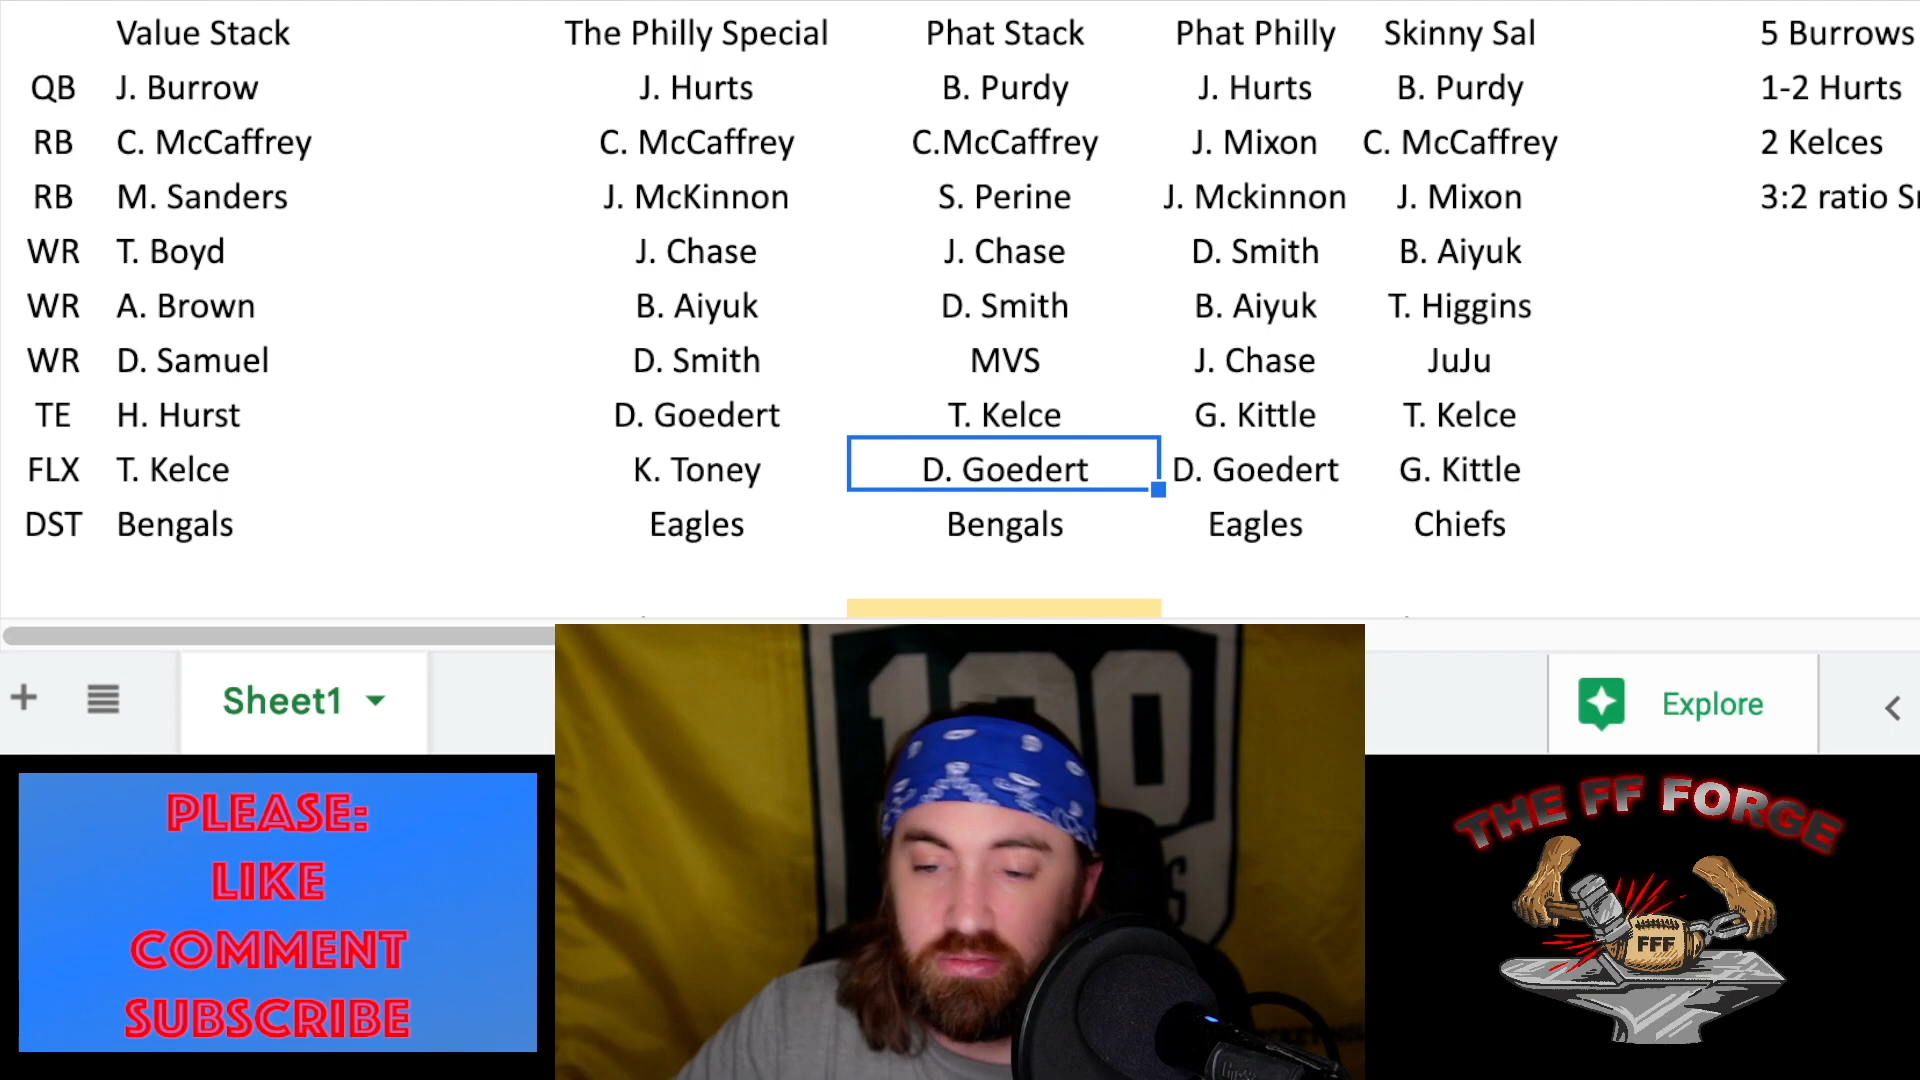 Value Stack The Philly Special Phat Stack Phat Philly Skinny Sal 5 Burrows
QB J. Burrow J. Hurts B. Purdy J. Hurts B. Purdy 1-2 Hurts
RB C. McCaffrey C. McCaffrey C.McCaffrey J. Mixon C. McCaffrey 2 Kelces
RB M. Sanders J. McKinnon S. Perine J. Mckinnon J. Mixon 3:2 ratio
WR T. Boyd J. Chase J. Chase D. Smith B. Aiyuk
WR A. Brown B. Aiyuk D. Smith B. Aiyuk T. Higgins
WR D. Samuel D. Smith MVS J. Chase JuJu
TE H. Hurst D. Goedert T. Kelce G. Kittle T. Kelce
FLX T. Kelce K. Toney D. Goedert D. Goedert G. Kittle
DST Bengals Eagles Bengals Eagles Chiefs
Sheet1
Explore
PLEASE:
LIKE
COMMENT
SUBSCRIBE
100
THE FF FORGE
FFF